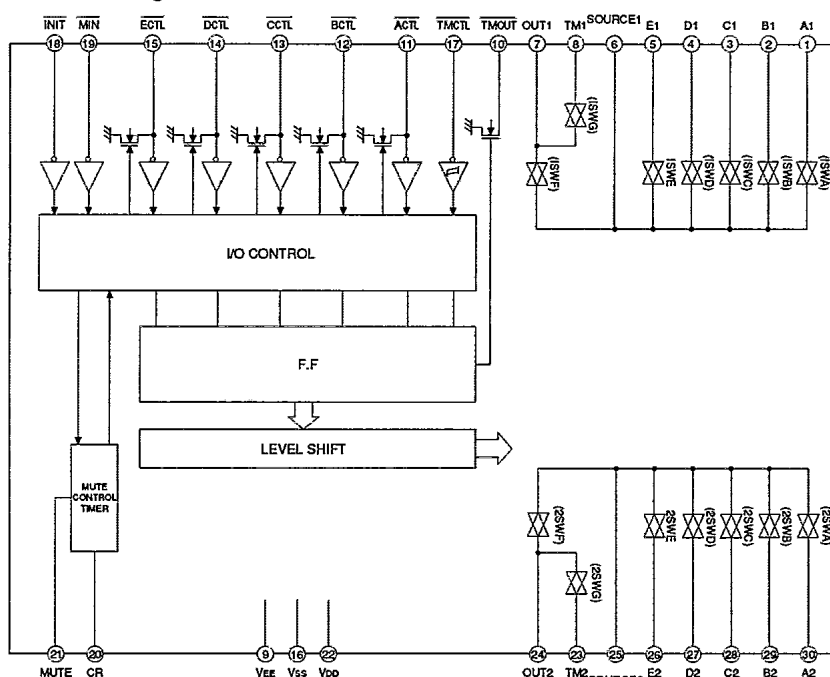 INIT MIN ECTL DCTL CCTL BCTL ACTL TMCTL TMOUT OUT1 TM1 SOURCE1 E1 D1 C1 B1 A1
18 19 15 14 13 12 11 17 10 7 8 6 5 4 3 2 1
(1SWG)
(1SWF) (1SWE (1SWD) (1SWC) (1SWB) (1SWA)
I/O CONTROL
F.F
LEVEL SHIFT
MUTE
CONTROL
TIMER
(2SWF) (2SWE (2SWD) (2SWC) (2SWB) (2SWA)
(2SWG)
21 20 9 16 22 24 23 25 26 27 28 29 30
MUTE CR VEE VSS VDD OUT2 TM2 E2 D2 C2 B2 A2